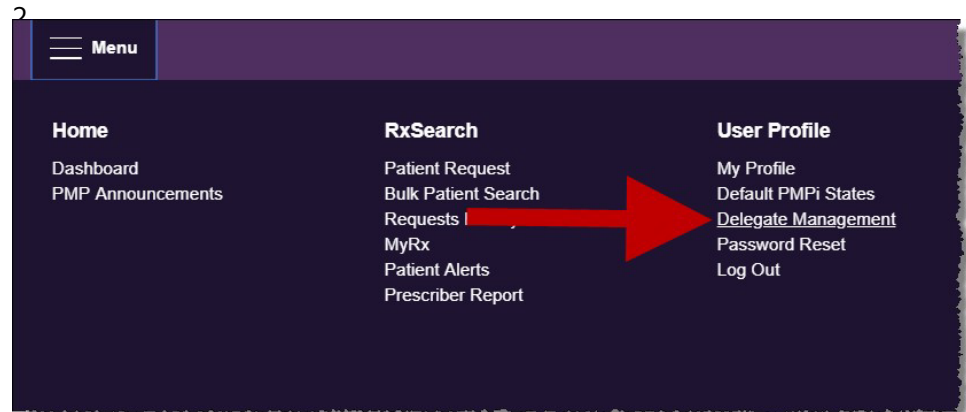 2
Menu
Home
Dashboard
PMP Announcements
RxSearch
Patient Request
Bulk Patient Search
Requests
MyRx
Patient Alerts
Prescriber Report
User Profile
My Profile
Default PMPi States
Delegate Management
Password Reset
Log Out